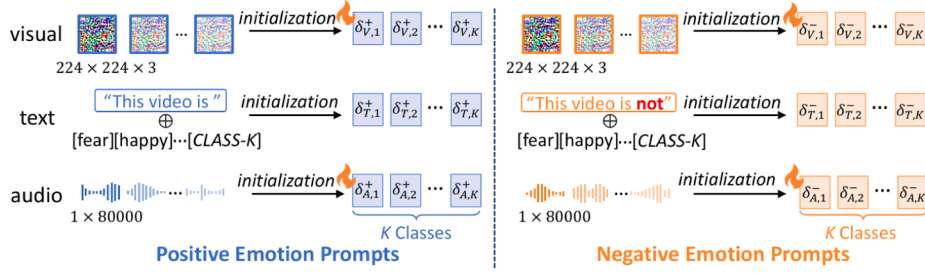 visual ... initialization δ⁺V,1 δ⁺V,2 ... δ⁺V,K
224 × 224 × 3
text "This video is " initialization δ⁺T,1 δ⁺T,2 ... δ⁺T,K
⊕
[fear][happy]···[CLASS-K]
audio ... initialization δ⁺A,1 δ⁺A,2 ... δ⁺A,K
1 × 80000
K Classes
Positive Emotion Prompts
... initialization δ⁻V,1 δ⁻V,2 ... δ⁻V,K
224 × 224 × 3
"This video is not" initialization δ⁻T,1 δ⁻T,2 ... δ⁻T,K
⊕
[fear][happy]···[CLASS-K]
... initialization δ⁻A,1 δ⁻A,2 ... δ⁻A,K
1 × 80000
K Classes
Negative Emotion Prompts